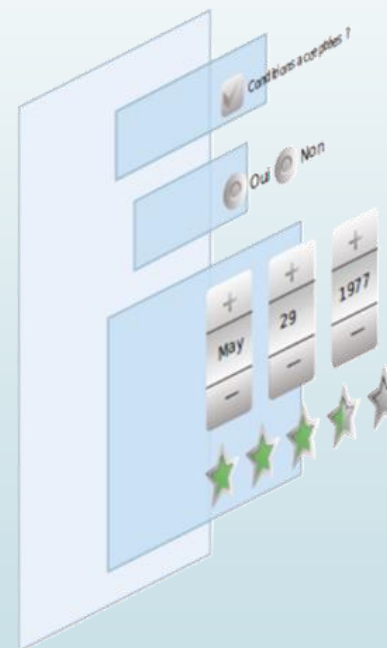 Conditions acceptées ?
Oui Non
+ + +
May 29 1977
− − −